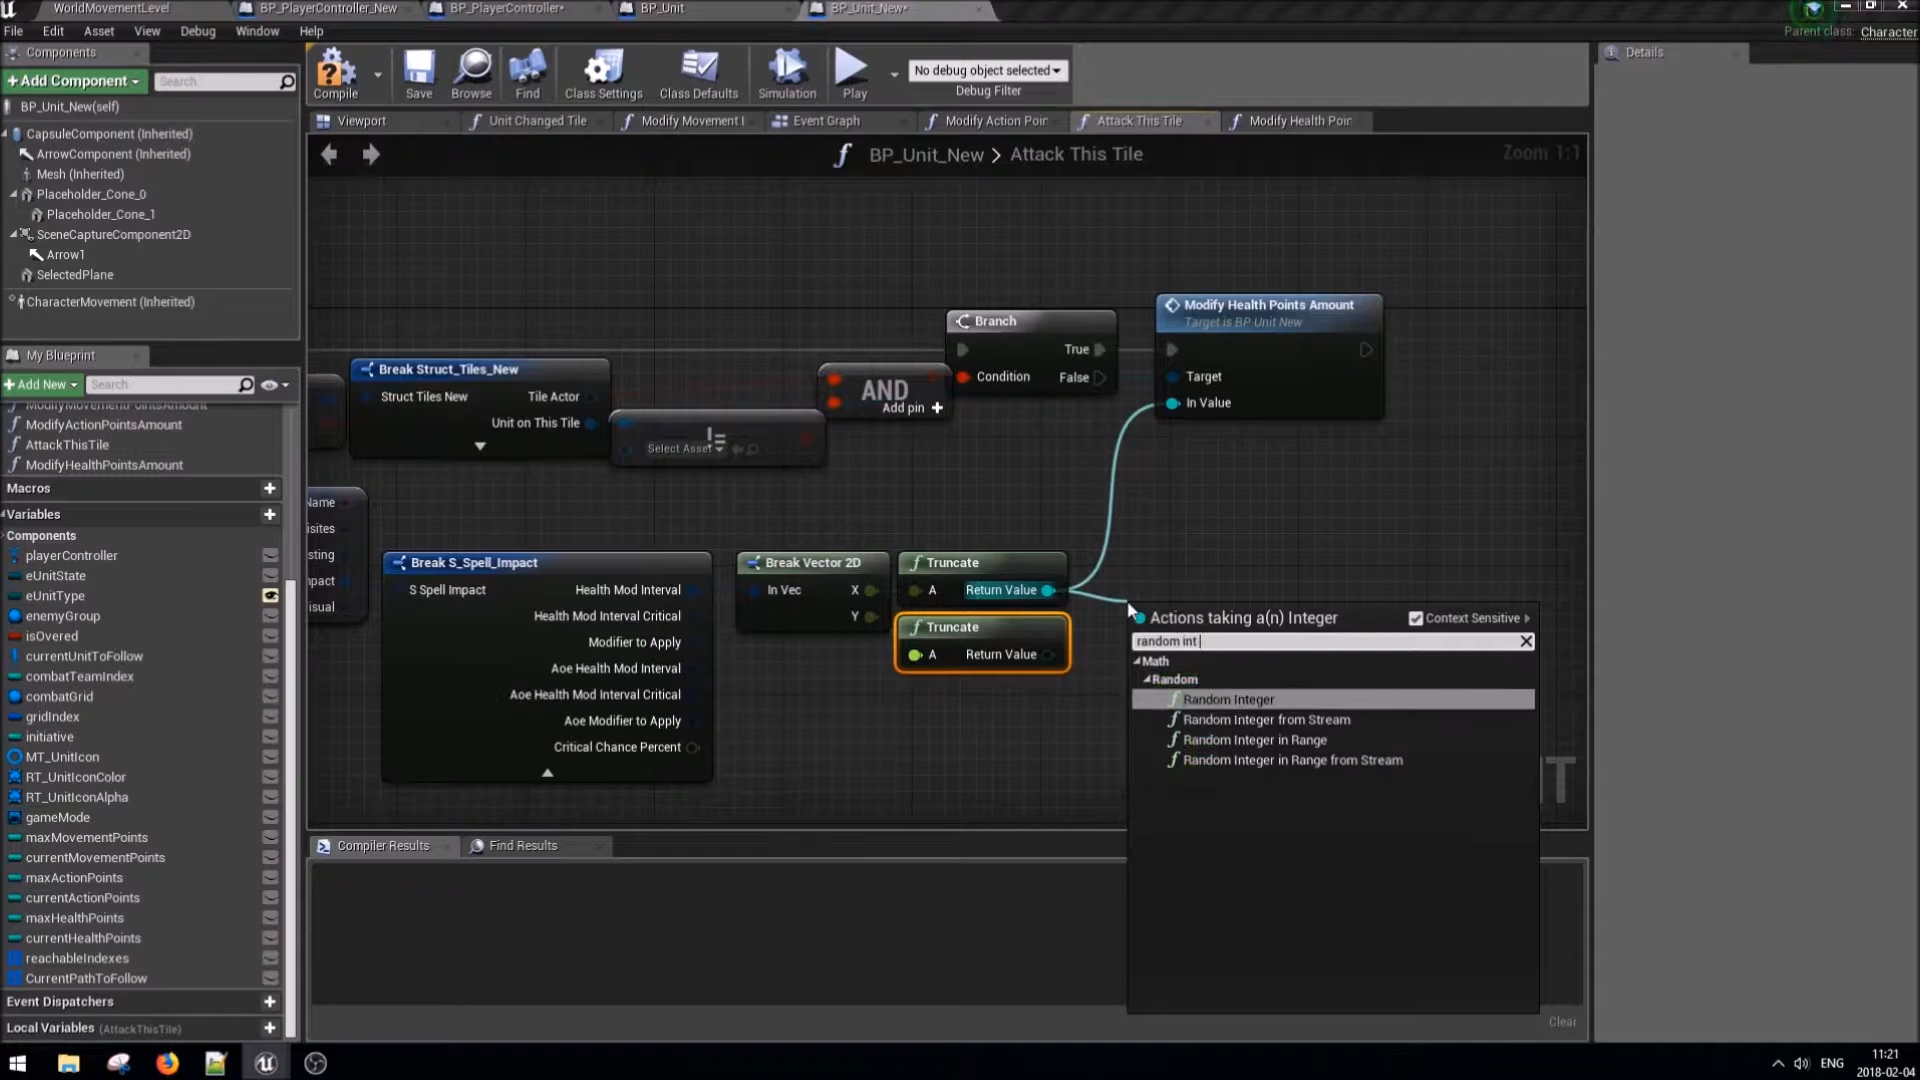 WorldMovementLevel
BP_PlayerController_New
BP_PlayerController*
BP_Unit
BP_Unit_New*
File Edit Asset View Debug Window Help
Parent class: Character
Components
Details
+Add Component
Search
BP_Unit_New(self)
CapsuleComponent (Inherited)
ArrowComponent (Inherited)
Mesh (Inherited)
Placeholder_Cone_0
Placeholder_Cone_1
SceneCaptureComponent2D
Arrow1
SelectedPlane
CharacterMovement (Inherited)
Compile
Save
Browse
Find
Class Settings
Class Defaults
Simulation
Play
No debug object selected
Debug Filter
Viewport
Unit Changed Tile
Modify Movement I
Event Graph
Modify Action Poir
Attack This Tile
Modify Health Poir
BP_Unit_New > Attack This Tile
Zoom 1:1
My Blueprint
+Add New
Search
ModifyMovementPointsAmount
ModifyActionPointsAmount
AttackThisTile
ModifyHealthPointsAmount
Macros
Variables
Components
playerController
eUnitState
eUnitType
enemyGroup
isOvered
currentUnitToFollow
combatTeamIndex
combatGrid
gridIndex
initiative
MT_UnitIcon
RT_UnitIconColor
RT_UnitIconAlpha
gameMode
maxMovementPoints
currentMovementPoints
maxActionPoints
currentActionPoints
maxHealthPoints
currentHealthPoints
reachableIndexes
CurrentPathToFollow
Event Dispatchers
Local Variables (AttackThisTile)
Break Struct_Tiles_New
Struct Tiles New
Tile Actor
Unit on This Tile
!=
Select Asset
AND
Add pin +
Branch
True
Condition
False
Modify Health Points Amount
Target is BP Unit New
Target
In Value
Name
isites
sting
mpact
isual
Break S_Spell_Impact
S Spell Impact
Health Mod Interval
Health Mod Interval Critical
Modifier to Apply
Aoe Health Mod Interval
Aoe Health Mod Interval Critical
Aoe Modifier to Apply
Critical Chance Percent
Break Vector 2D
In Vec
X
Y
Truncate
A
Return Value
Truncate
A
Return Value
Actions taking a(n) Integer
Context Sensitive
random int
Math
Random
Random Integer
Random Integer from Stream
Random Integer in Range
Random Integer in Range from Stream
Compiler Results
Find Results
Clear
ENG
11:21
2018-02-04